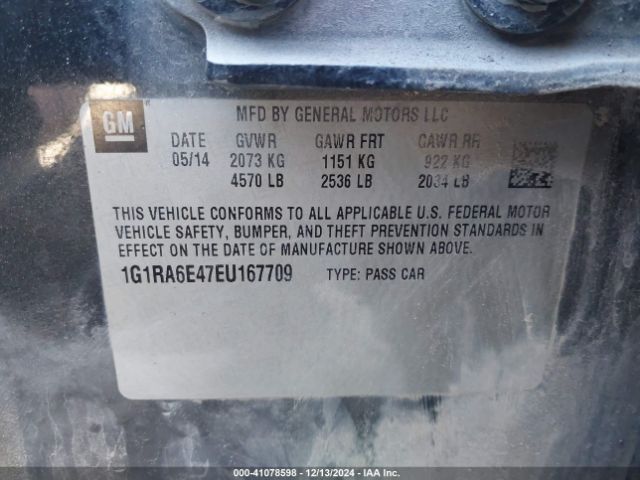 GM
MFD BY GENERAL MOTORS LLC
DATE GVWR GAWR FRT GAWR RR
05/14 2073 KG 1151 KG 922 KG
4570 LB 2536 LB 2034 LB
THIS VEHICLE CONFORMS TO ALL APPLICABLE U.S. FEDERAL MOTOR
VEHICLE SAFETY, BUMPER, AND THEFT PREVENTION STANDARDS IN
EFFECT ON THE DATE OF MANUFACTURE SHOWN ABOVE.
1G1RA6E47EU167709 TYPE: PASS CAR
000-41078598 - 12/13/2024 - IAA Inc.